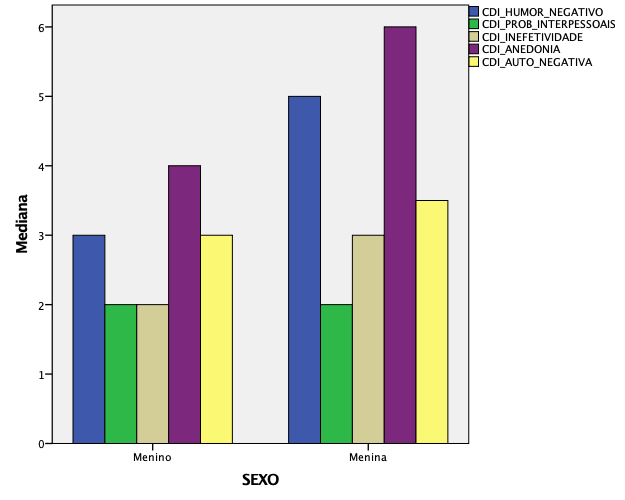 CDI_HUMOR_NEGATIVO
CDI_PROB_INTERPESSOAIS
CDI_INEFETIVIDADE
CDI_ANEDONIA
CDI_AUTO_NEGATIVA
Mediana
6
5
4
3
2
1
0
Menino Menina
SEXO